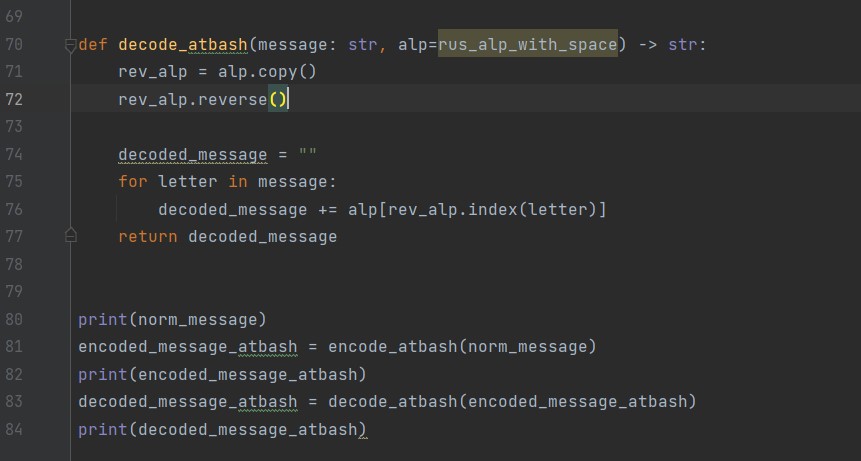 69
70 def decode_atbash(message: str, alp=rus_alp_with_space) -> str:
71     rev_alp = alp.copy()
72     rev_alp.reverse()
73
74     decoded_message = ""
75     for letter in message:
76         decoded_message += alp[rev_alp.index(letter)]
77     return decoded_message
78
79
80 print(norm_message)
81 encoded_message_atbash = encode_atbash(norm_message)
82 print(encoded_message_atbash)
83 decoded_message_atbash = decode_atbash(encoded_message_atbash)
84 print(decoded_message_atbash)